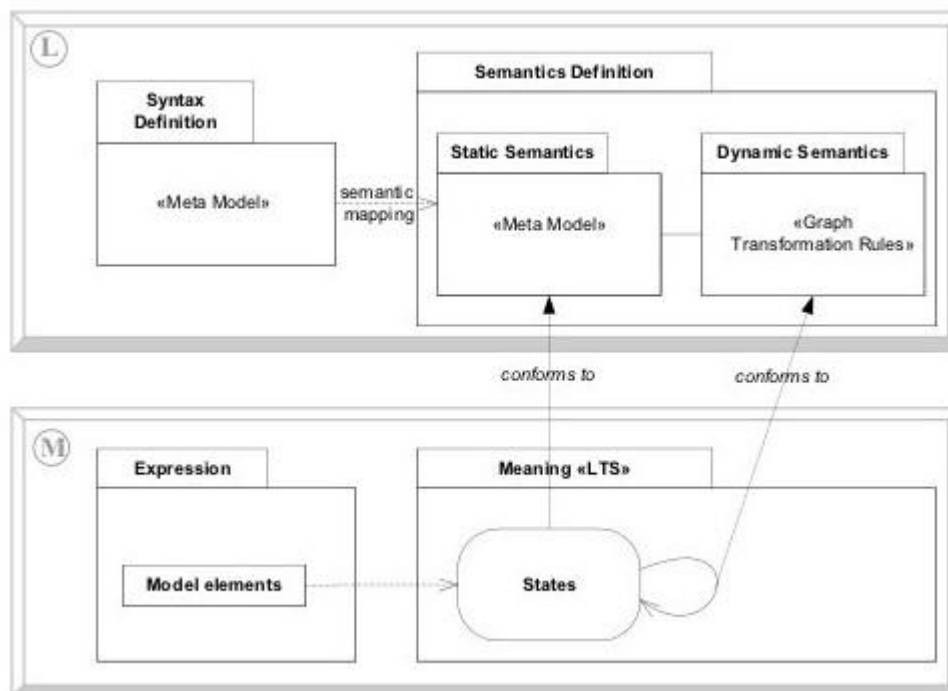 L
Semantics Definition
Syntax
Definition
Static Semantics
Dynamic Semantics
«Meta Model»
semantic
mapping
«Meta Model»
«Graph
Transformation Rules»
conforms to
conforms to
M
Expression
Meaning «LTS»
Model elements
States